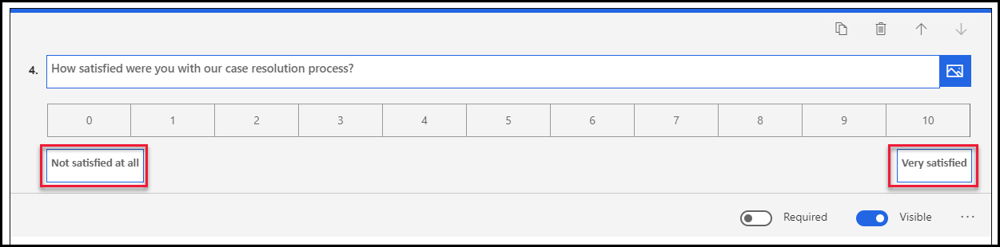 4. How satisfied were you with our case resolution process?
0 1 2 3 4 5 6 7 8 9 10
Not satisfied at all Very satisfied
Required Visible ...